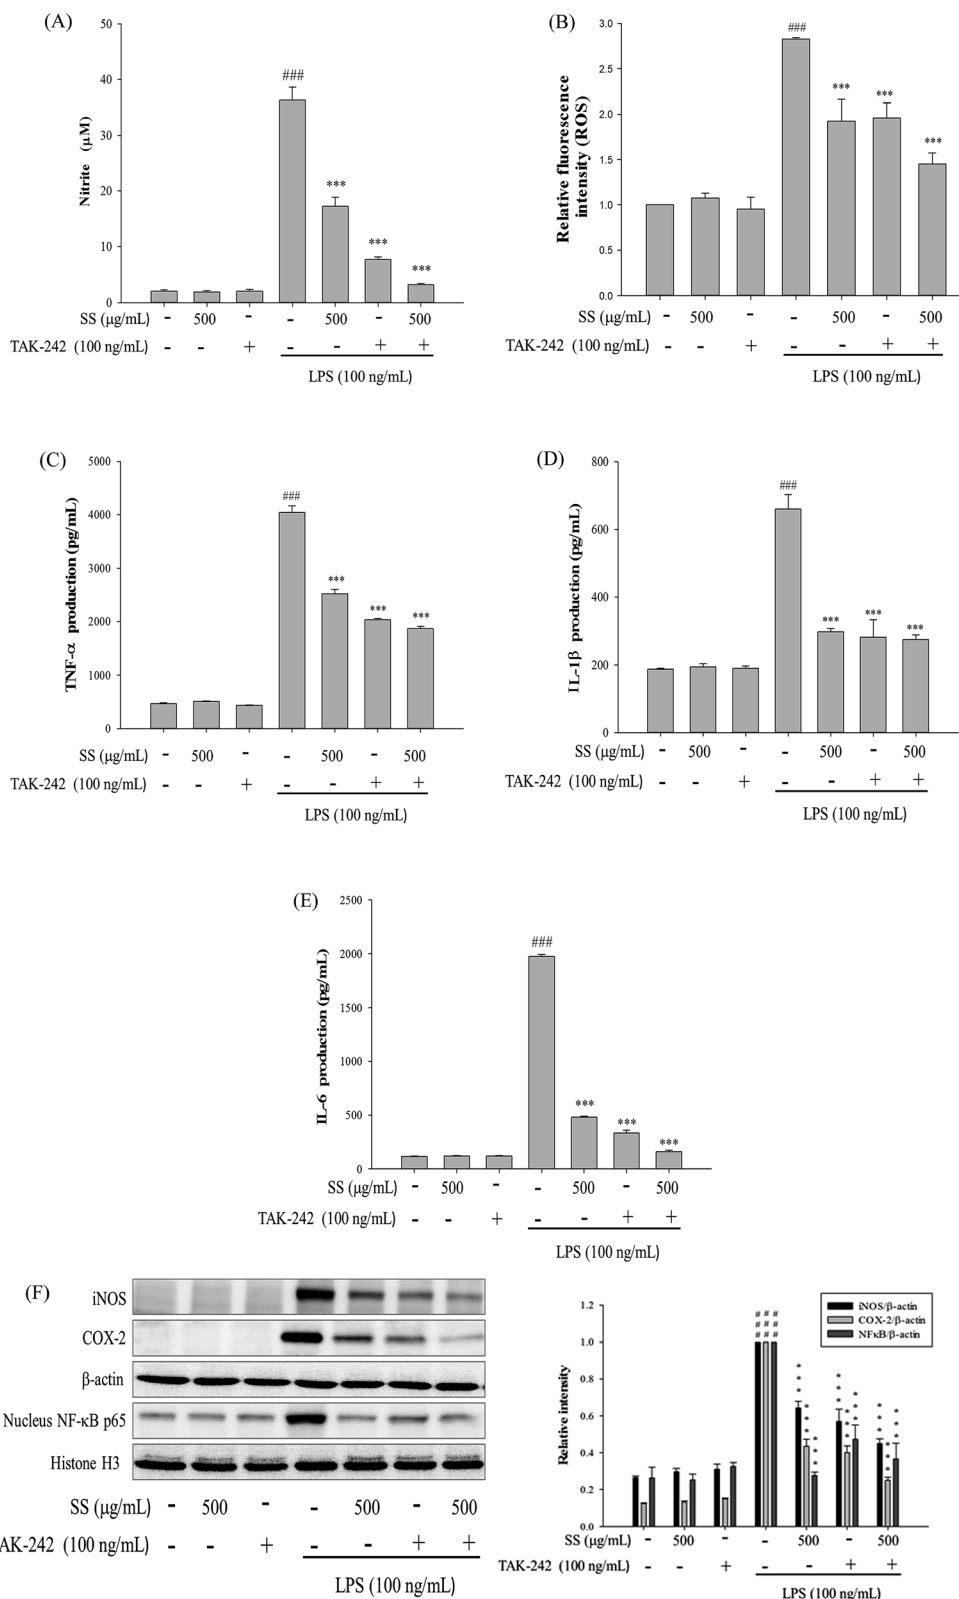 (A)
50
40
30
20
10
0
Nitrite (μM)
###
***
***
***
SS (μg/mL) - 500 - - 500 - 500
TAK-242 (100 ng/mL) - - + - - + +
LPS (100 ng/mL)
(B)
3.0
2.5
2.0
1.5
1.0
0.5
0.0
Relative fluorescence
intensity (ROS)
###
***
***
***
SS (μg/mL) - 500 - - 500 - 500
TAK-242 (100 ng/mL) - - + - - + +
LPS (100 ng/mL)
(C)
5000
4000
3000
2000
1000
0
TNF-α production (pg/mL)
###
***
***
***
SS (μg/mL) - 500 - - 500 - 500
TAK-242 (100 ng/mL) - - + - - + +
LPS (100 ng/mL)
(D)
800
600
400
200
0
IL-1β production (pg/mL)
###
***
***
***
SS (μg/mL) - 500 - - 500 - 500
TAK-242 (100 ng/mL) - - + - - + +
LPS (100 ng/mL)
(E)
2500
2000
1500
1000
500
0
IL-6 production (pg/mL)
###
***
***
***
SS (μg/mL) - 500 - - 500 - 500
TAK-242 (100 ng/mL) - - + - - + +
LPS (100 ng/mL)
(F)
iNOS
COX-2
β-actin
Nucleus NF-κB p65
Histone H3
SS (μg/mL) - 500 - - 500 - 500
AK-242 (100 ng/mL) - - + - - + +
LPS (100 ng/mL)
1.2
1.0
0.8
0.6
0.4
0.2
0.0
Relative intensity
iNOS/β-actin
COX-2/β-actin
NFκB/β-actin
###
###
###
***
***
***
***
***
***
***
***
***
SS (μg/mL) - 500 - - 500 - 500
TAK-242 (100 ng/mL) - - + - - + +
LPS (100 ng/mL)